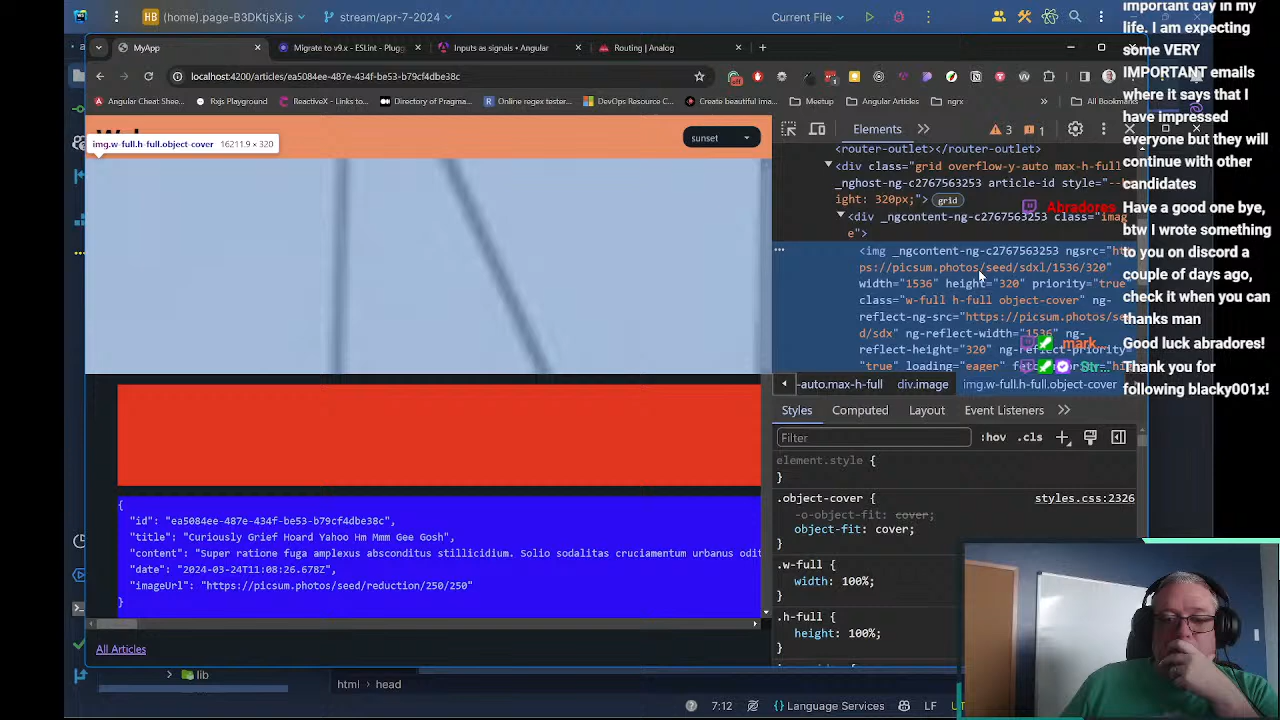 (home).page-B3DKtjsX.js
stream/apr-7-2024
Current File
MyApp
Migrate to v9.x - ESLint - Plugg
Inputs as signals • Angular
Routing | Analog
localhost:4200/articles/ea5084ee-487e-434f-be53-b79cf4dbe38c
Angular Cheat Shee...
Rxjs Playground
ReactiveX - Links to...
Directory of Pragma...
Online regex tester...
DevOps Resource C...
Create beautiful ima...
Meetup
Angular Articles
ngrx
All Bookmarks
img.w-full.h-full.object-cover 16211.9 × 320
sunset
Elements
3
1
<router-outlet></router-outlet>
<div class="grid overflow-y-auto max-h-full
_nghost-ng-c2767563253 article-id style="--
ight: 320px;"> grid
<div _ngcontent-ng-c2767563253 class="imag
e">
<img _ngcontent-ng-c2767563253 ngsrc="ht
ps://picsum.photos/seed/sdxl/1536/320"
width="1536" height="320" priority="true"
class="w-full h-full object-cover" ng-
reflect-ng-src="https://picsum.photos/se
d/sdx" ng-reflect-width="1536" ng-
reflect-height="320"
"true" loading="eager"
-auto.max-h-full
div.image
img.w-full.h-full.object-cover
Styles
Computed
Layout
Event Listeners
Filter
:hov
.cls
element.style {
}
.object-cover {
styles.css:2326
-o-object-fit: cover;
object-fit: cover;
}
.w-full {
width: 100%;
}
.h-full {
height: 100%;
{
"id": "ea5084ee-487e-434f-be53-b79cf4dbe38c",
"title": "Curiously Grief Hoard Yahoo Hm Mmm Gee Gosh",
"content": "Super ratione fuga amplexus absconditus stillicidium. Solio sodalitas cruciamentum urbanus odit
"date": "2024-03-24T11:08:26.678Z",
"imageUrl": "https://picsum.photos/seed/reduction/250/250"
}
All Articles
lib
html
head
7:12
Language Services
LF
important day in my
life. I am expecting
some VERY
IMPORTANT emails
where it says that I
have impressed
everyone but they will
continue with other
candidates
Abradores
Have a good one bye,
btw I wrote something
to you on discord a
couple of days ago,
check it when you can
thanks man
mark...
Good luck abradores!
Str...
Thank you for
following blacky001x!